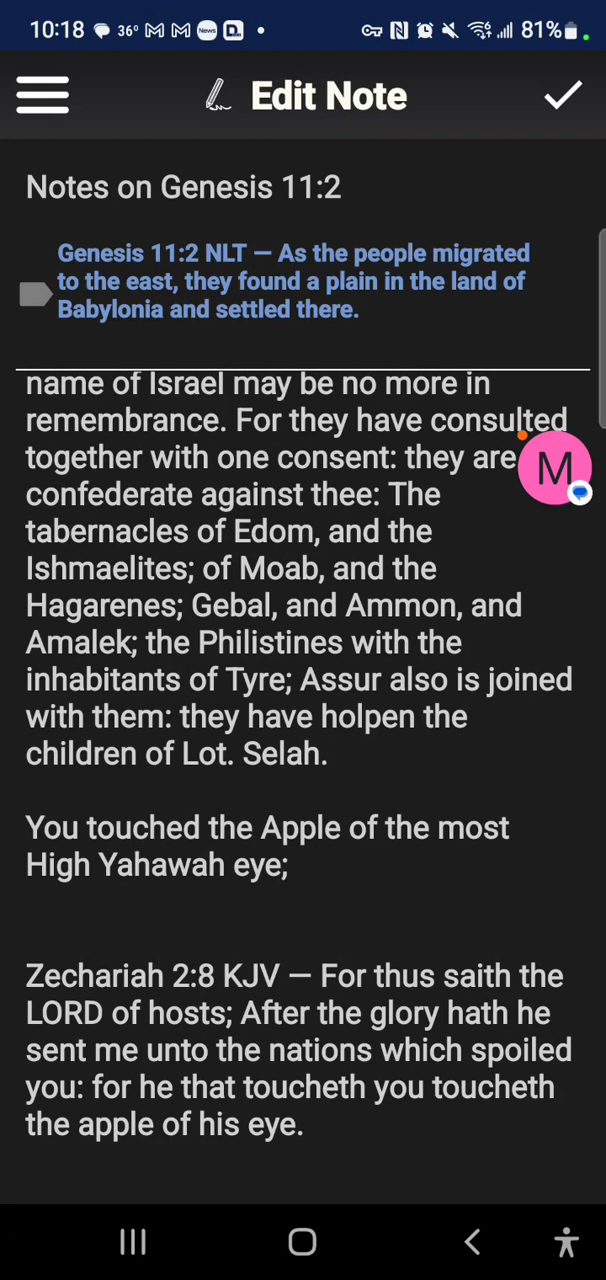 10:18 36° News D 81%
Edit Note
Notes on Genesis 11:2
Genesis 11:2 NLT — As the people migrated
to the east, they found a plain in the land of
Babylonia and settled there.
name of Israel may be no more in
remembrance. For they have consulted
together with one consent: they are
M
confederate against thee: The
tabernacles of Edom, and the
Ishmaelites; of Moab, and the
Hagarenes; Gebal, and Ammon, and
Amalek; the Philistines with the
inhabitants of Tyre; Assur also is joined
with them: they have holpen the
children of Lot. Selah.
You touched the Apple of the most
High Yahawah eye;
Zechariah 2:8 KJV — For thus saith the
LORD of hosts; After the glory hath he
sent me unto the nations which spoiled
you: for he that toucheth you toucheth
the apple of his eye.